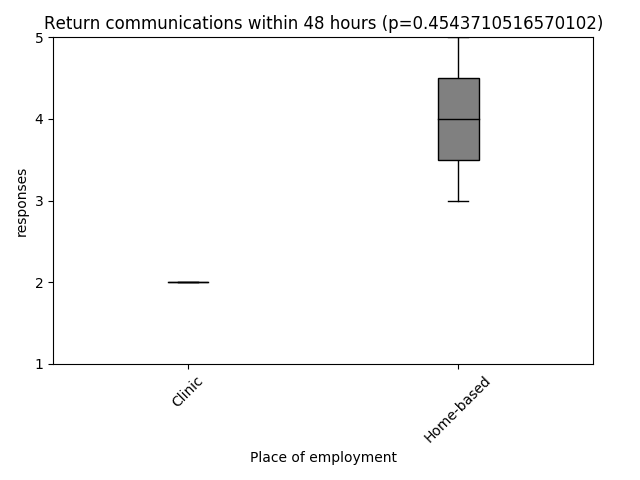 Return communications within 48 hours (p=0.4543710516570102)
5
4
3
2
1
responses
Clinic
Home-based
Place of employment